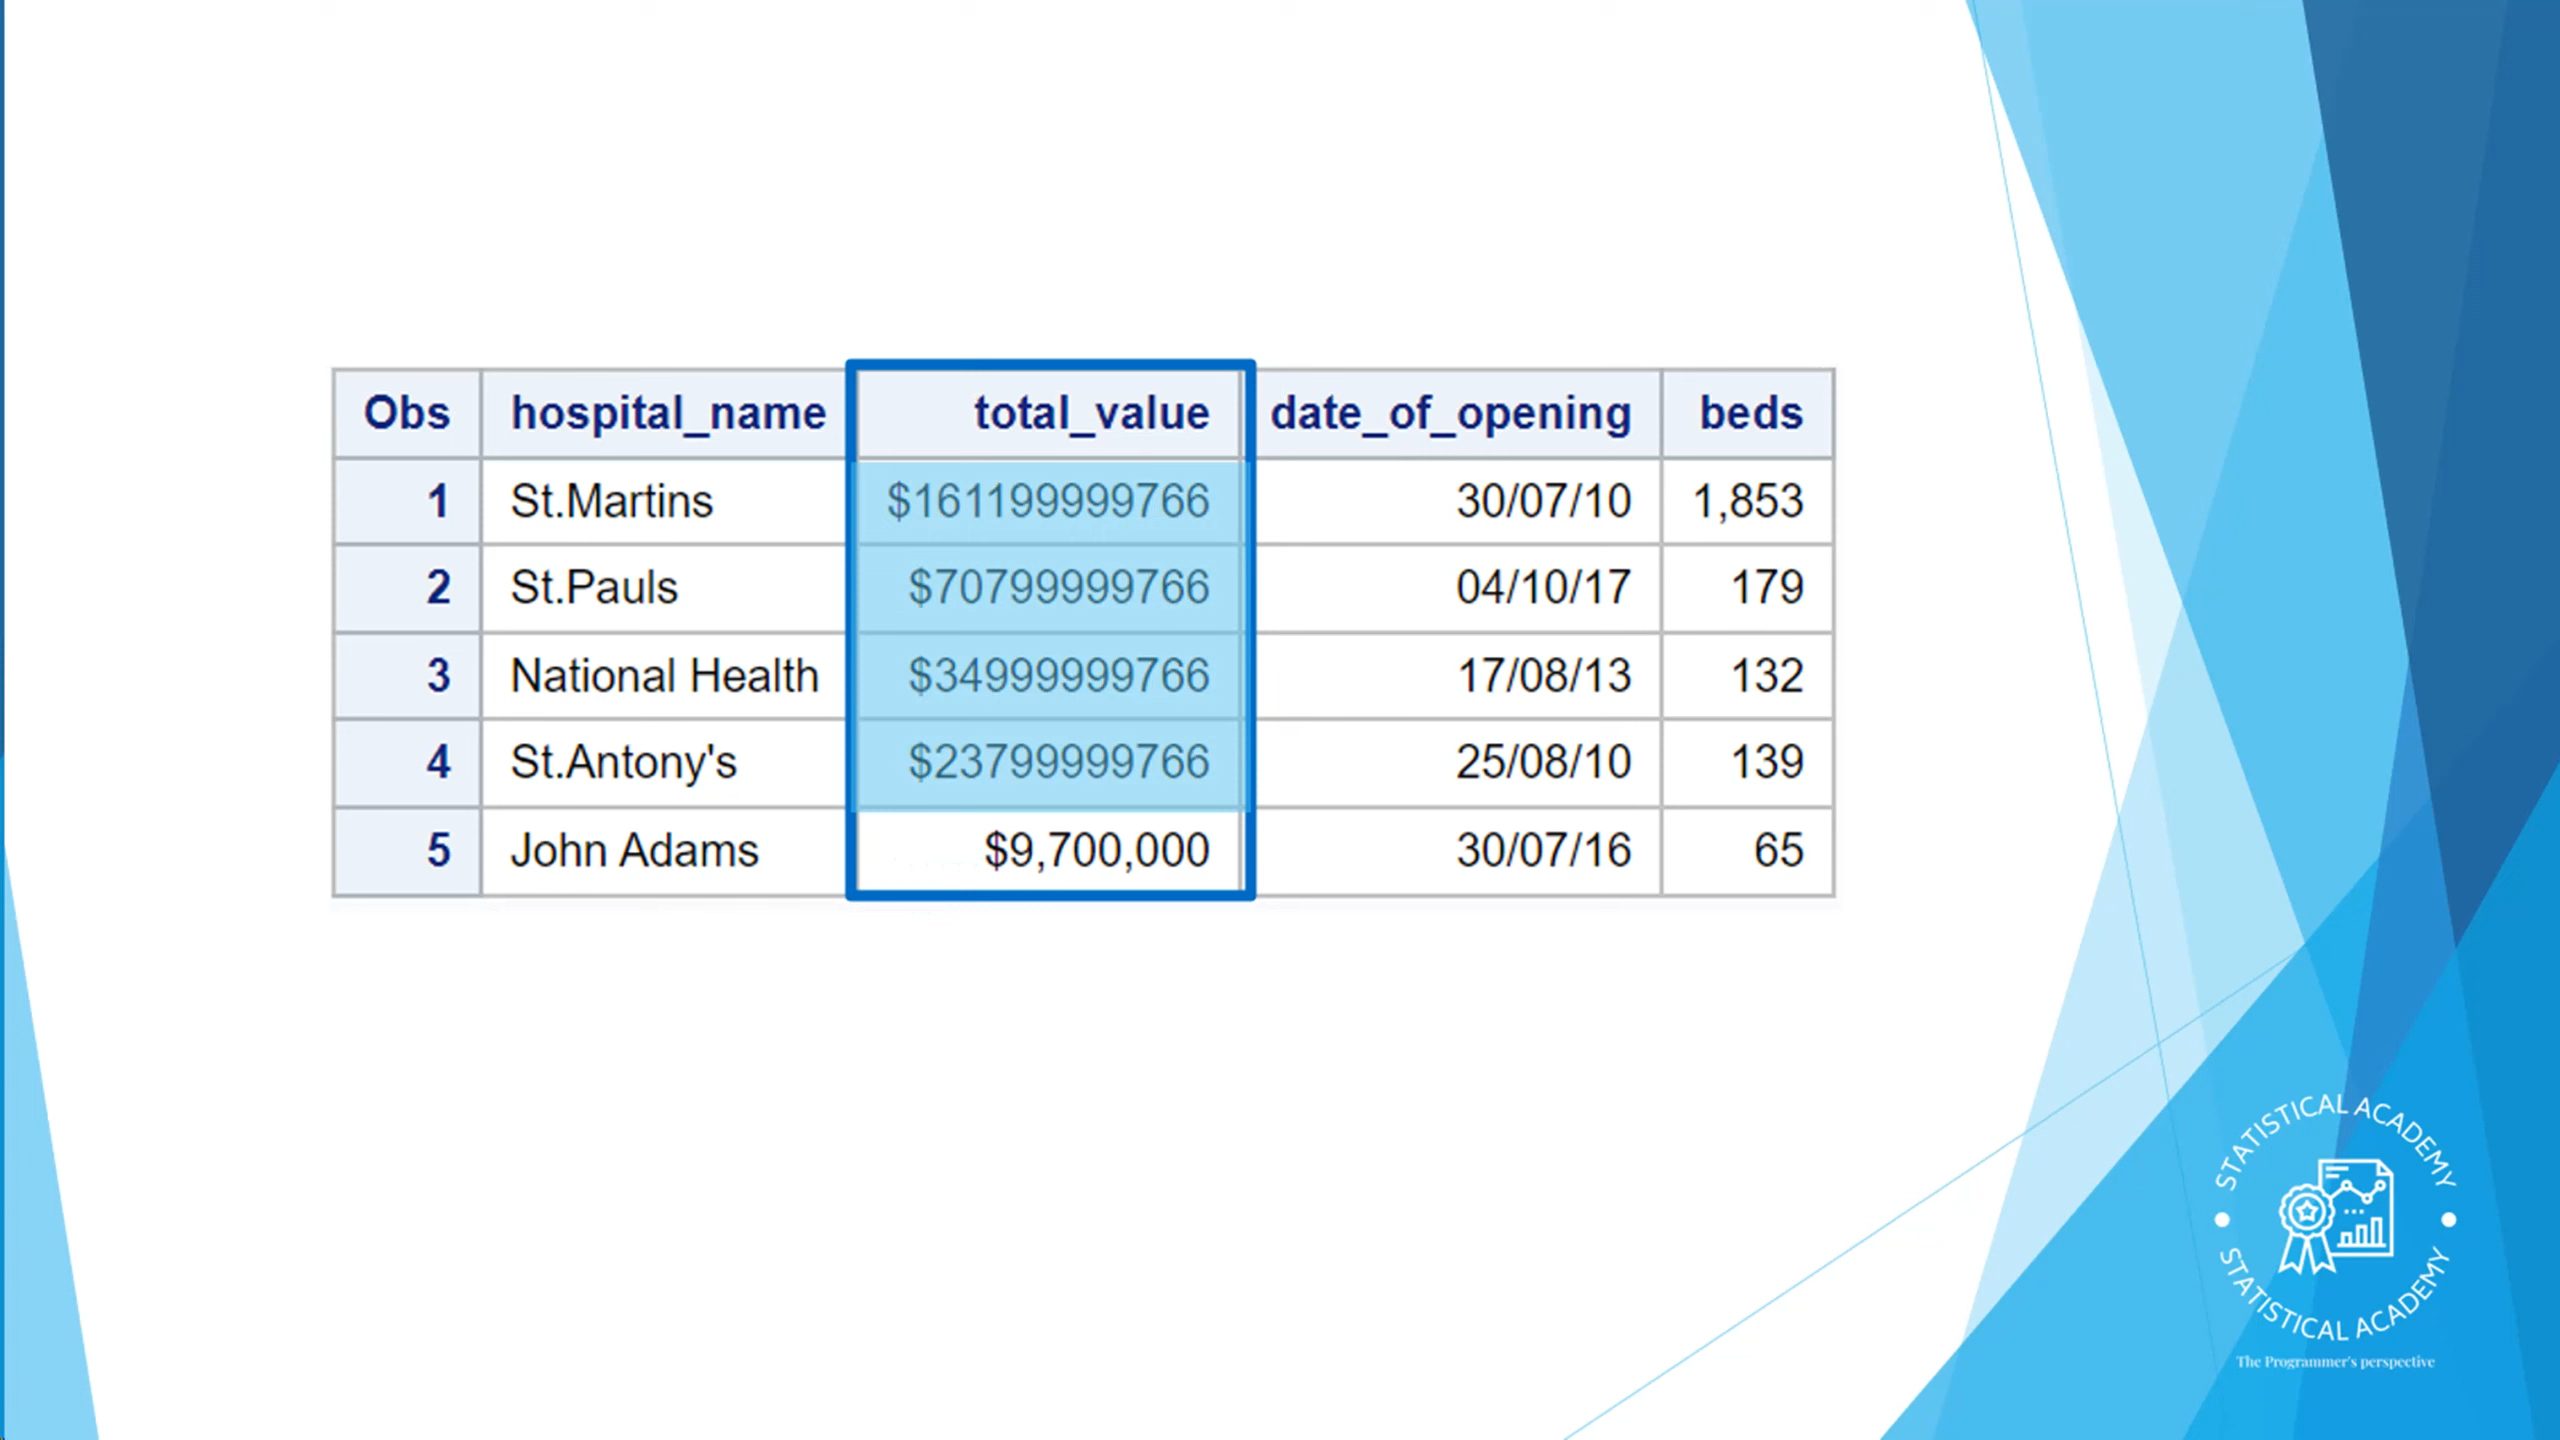 Obs hospital_name total_value date_of_opening beds
1 St.Martins $161199999766 30/07/10 1,853
2 St.Pauls $70799999766 04/10/17 179
3 National Health $34999999766 17/08/13 132
4 St.Antony's $23799999766 25/08/10 139
5 John Adams $9,700,000 30/07/16 65
STATISTICAL ACADEMY
STATISTICAL ACADEMY
The Programmer's perspective